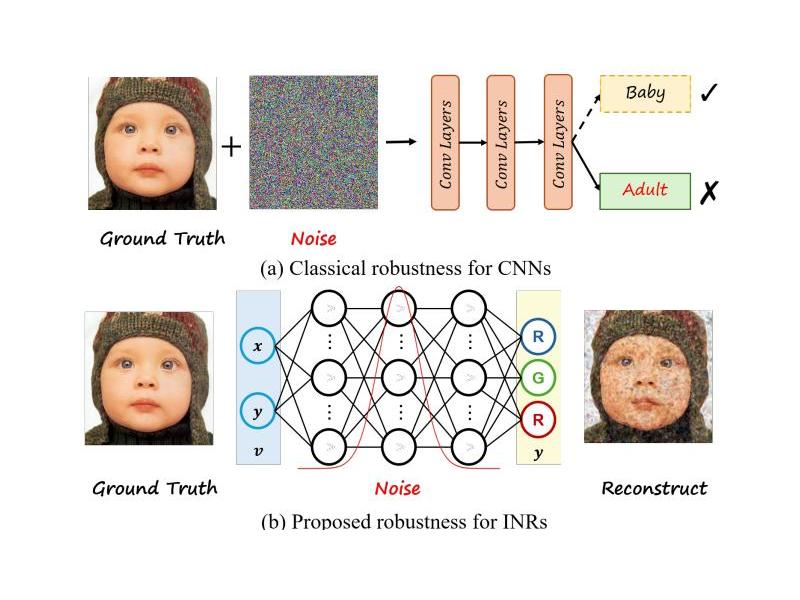 Conv Layers
Conv Layers
Conv Layers
Baby ✓
+
Adult ✗
Ground Truth Noise
(a) Classical robustness for CNNs
x
R
G
y
R
v
y
Ground Truth Noise Reconstruct
(b) Proposed robustness for INRs